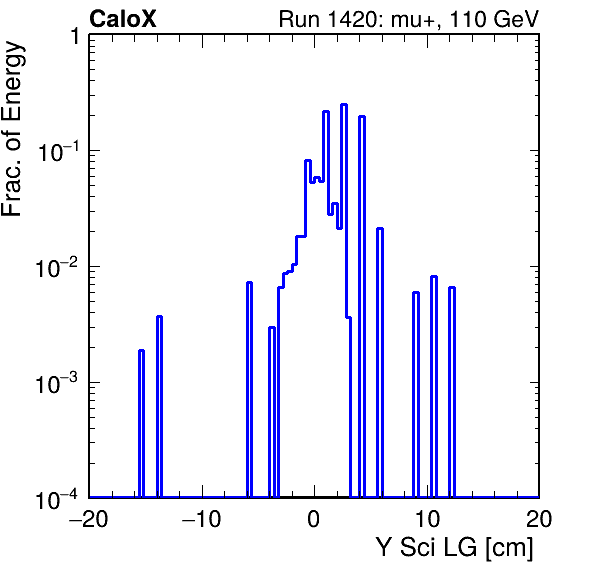 CaloX Run 1420: mu+, 110 GeV
Frac. of Energy
1
10⁻¹
10⁻²
10⁻³
10⁻⁴
−20 −10 0 10 20
Y Sci LG [cm]